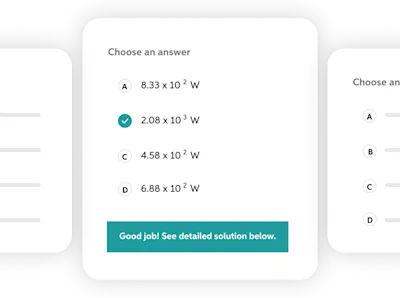 Choose an answer
A 8.33 x 10 ² W
2.08 x 10 ³ W
C 4.58 x 10 ² W
D 6.88 x 10 ² W
Good job! See detailed solution below.
Choose an
A
B
C
D